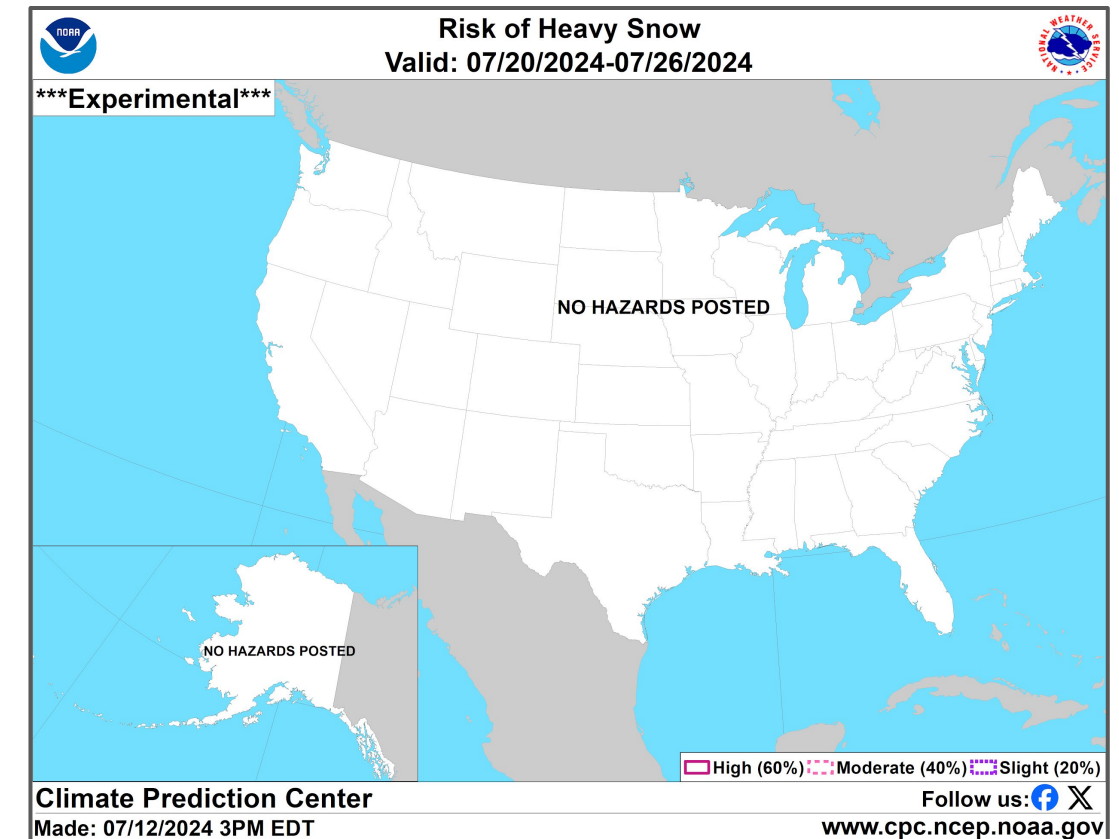 NOAA
Risk of Heavy Snow
Valid: 07/20/2024-07/26/2024
NATIONAL WEATHER SERVICE
***Experimental***
NO HAZARDS POSTED
NO HAZARDS POSTED
High (60%) Moderate (40%) Slight (20%)
Climate Prediction Center
Follow us:
Made: 07/12/2024 3PM EDT
www.cpc.ncep.noaa.gov